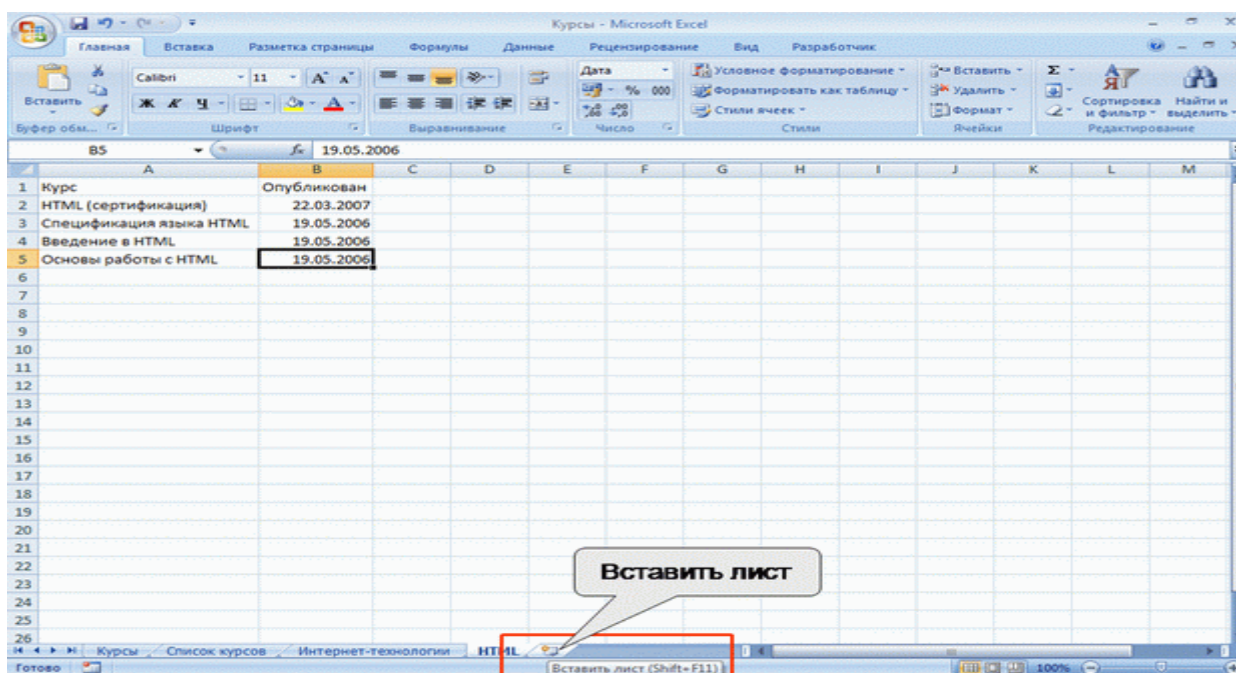 Курсы - Microsoft Excel
Главная Вставка Разметка страницы Формулы Данные Рецензирование Вид Разработчик
Вставить Calibri 11 Дата Условное форматирование Вставить Σ
Ж К Ч % 000 Форматировать как таблицу Удалить Сортировка и фильтр Найти и выделить
Стили ячеек Формат
Буфер обм... Шрифт Выравнивание Число Стили Ячейки Редактирование
B5 fx 19.05.2006
A B C D E F G H I J K L M
1 Курс Опубликован
2 HTML (сертификация) 22.03.2007
3 Спецификация языка HTML 19.05.2006
4 Введение в HTML 19.05.2006
5 Основы работы с HTML 19.05.2006
6
7
8
9
10
11
12
13
14
15
16
17
18
19
20
21
22
Вставить лист
23
24
25
26
Курсы Список курсов Интернет-технологии HTML
Готово Вставить лист (Shift+F11) 100%